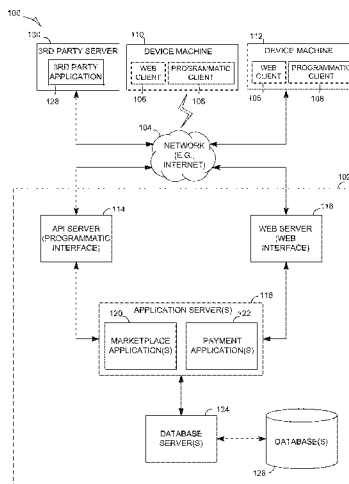 100
130
3RD PARTY SERVER
3RD PARTY
APPLICATION
128
110
DEVICE MACHINE
WEB
CLIENT
PROGRAMMATIC
CLIENT
106
108
112
DEVICE MACHINE
WEB
CLIENT
PROGRAMMATIC
CLIENT
106
108
104
NETWORK
(E.G.,
INTERNET)
102
114
API SERVER
(PROGRAMMATIC
INTERFACE)
116
WEB SERVER
(WEB
INTERFACE)
118
APPLICATION SERVER(S)
120
MARKETPLACE
APPLICATION(S)
122
PAYMENT
APPLICATION(S)
124
DATABASE
SERVER(S)
DATABASE(S)
126